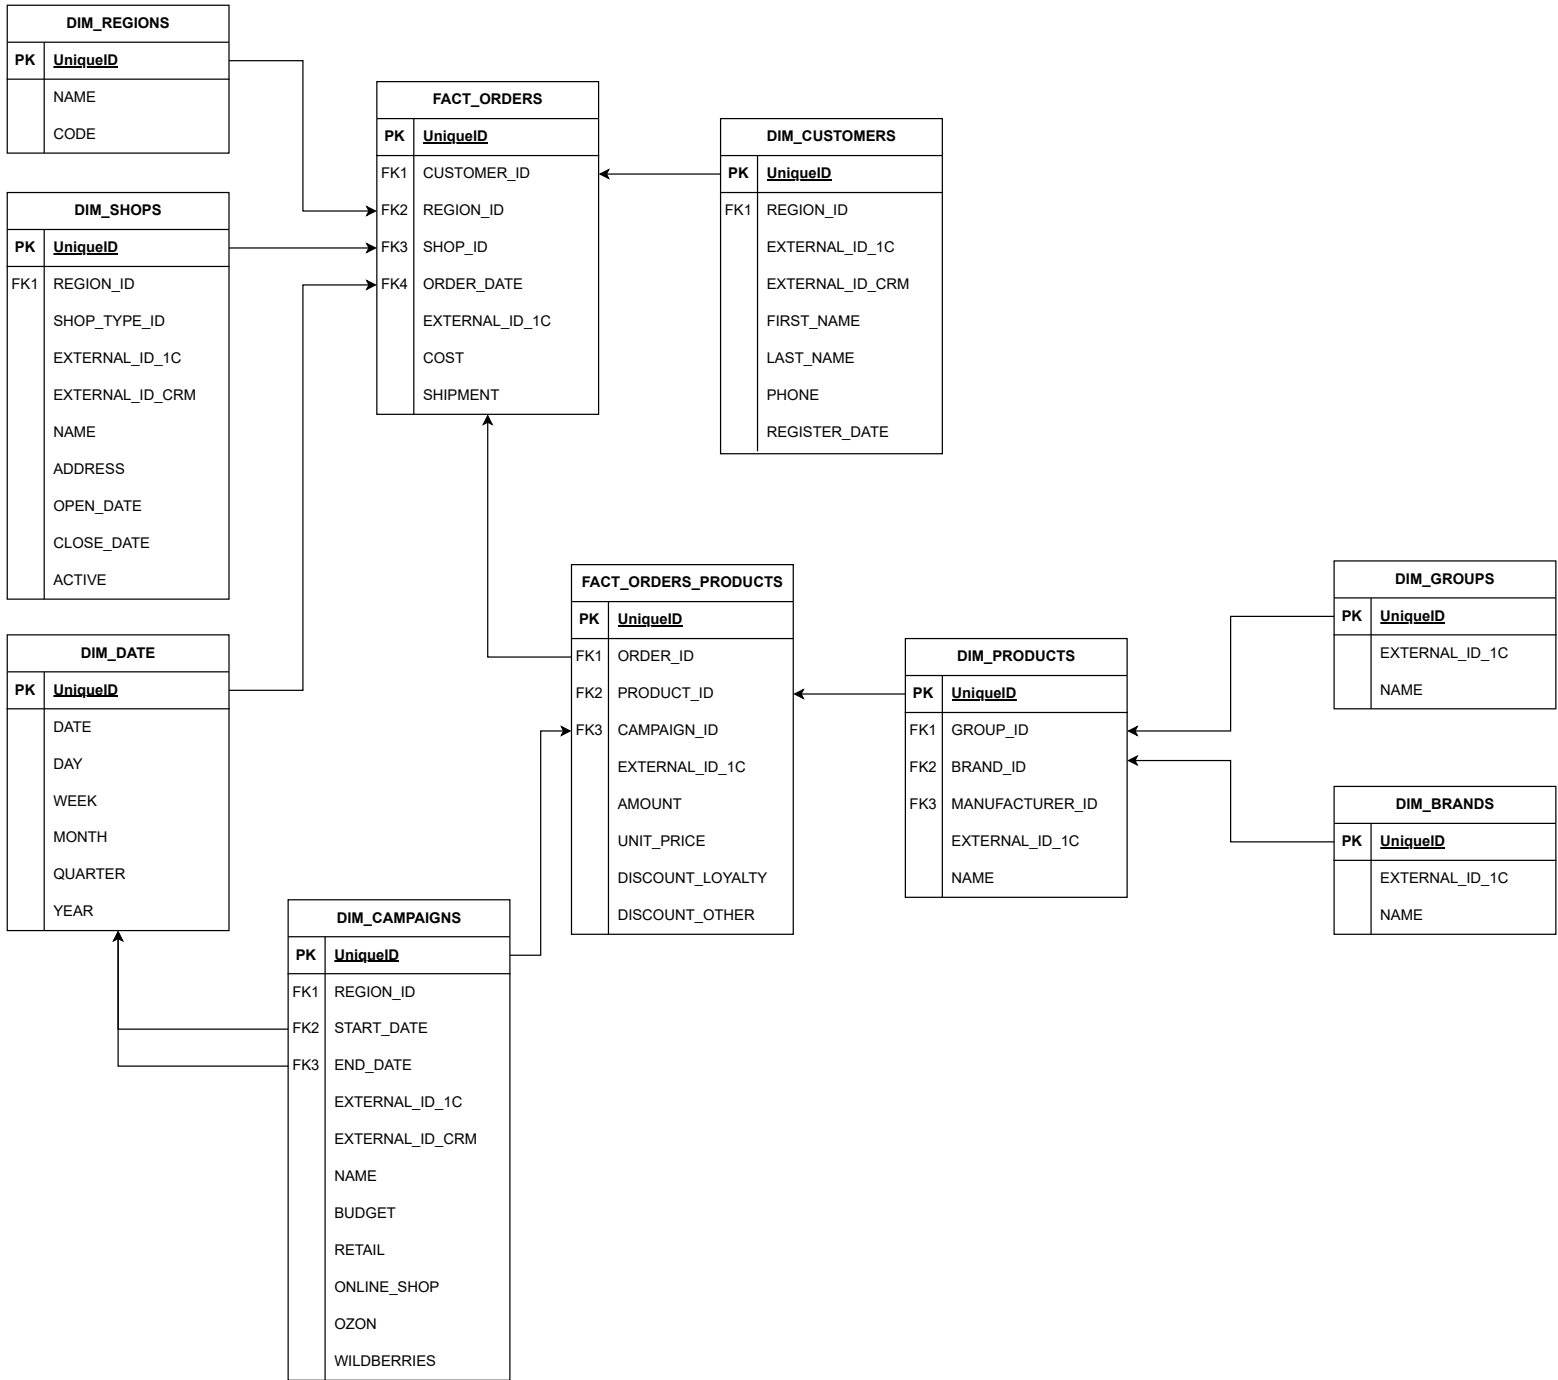 DIM_REGIONS
PK UniqueID
NAME
CODE
DIM_SHOPS
PK UniqueID
FK1 REGION_ID
SHOP_TYPE_ID
EXTERNAL_ID_1C
EXTERNAL_ID_CRM
NAME
ADDRESS
OPEN_DATE
CLOSE_DATE
ACTIVE
DIM_DATE
PK UniqueID
DATE
DAY
WEEK
MONTH
QUARTER
YEAR
FACT_ORDERS
PK UniqueID
FK1 CUSTOMER_ID
FK2 REGION_ID
FK3 SHOP_ID
FK4 ORDER_DATE
EXTERNAL_ID_1C
COST
SHIPMENT
DIM_CUSTOMERS
PK UniqueID
FK1 REGION_ID
EXTERNAL_ID_1C
EXTERNAL_ID_CRM
FIRST_NAME
LAST_NAME
PHONE
REGISTER_DATE
DIM_CAMPAIGNS
PK UniqueID
FK1 REGION_ID
FK2 START_DATE
FK3 END_DATE
EXTERNAL_ID_1C
EXTERNAL_ID_CRM
NAME
BUDGET
RETAIL
ONLINE_SHOP
OZON
WILDBERRIES
FACT_ORDERS_PRODUCTS
PK UniqueID
FK1 ORDER_ID
FK2 PRODUCT_ID
FK3 CAMPAIGN_ID
EXTERNAL_ID_1C
AMOUNT
UNIT_PRICE
DISCOUNT_LOYALTY
DISCOUNT_OTHER
DIM_PRODUCTS
PK UniqueID
FK1 GROUP_ID
FK2 BRAND_ID
FK3 MANUFACTURER_ID
EXTERNAL_ID_1C
NAME
DIM_GROUPS
PK UniqueID
EXTERNAL_ID_1C
NAME
DIM_BRANDS
PK UniqueID
EXTERNAL_ID_1C
NAME